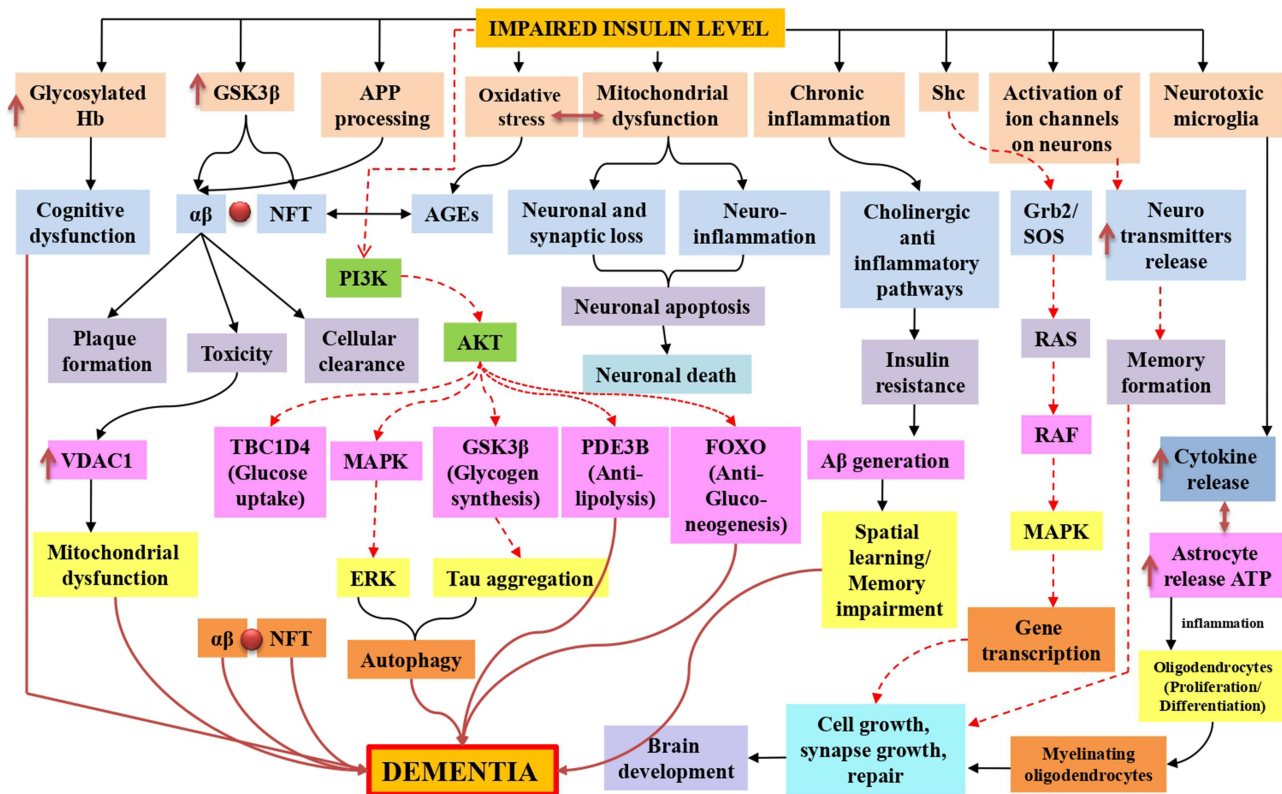 IMPAIRED INSULIN LEVEL
Glycosylated
Hb
GSK3β
APP
processing
Oxidative
stress
Mitochondrial
dysfunction
Chronic
inflammation
Shc
Activation of
ion channels
on neurons
Neurotoxic
microglia
Cognitive
dysfunction
αβ
NFT
AGEs
Neuronal and
synaptic loss
Neuro-
inflammation
Cholinergic
anti
inflammatory
pathways
Grb2/
SOS
Neuro
transmitters
release
PI3K
Plaque
formation
Toxicity
Cellular
clearance
AKT
Neuronal apoptosis
Neuronal death
Insulin
resistance
RAS
Memory
formation
VDAC1
TBC1D4
(Glucose
uptake)
MAPK
GSK3β
(Glycogen
synthesis)
PDE3B
(Anti-
lipolysis)
FOXO
(Anti-
Gluco-
neogenesis)
Aβ generation
RAF
Cytokine
release
Mitochondrial
dysfunction
ERK
Tau aggregation
Spatial
learning/
Memory
impairment
MAPK
Astrocyte
release ATP
inflammation
αβ
NFT
Autophagy
Gene
transcription
Oligodendrocytes
(Proliferation/
Differentiation)
DEMENTIA
Brain
development
Cell growth,
synapse growth,
repair
Myelinating
oligodendrocytes